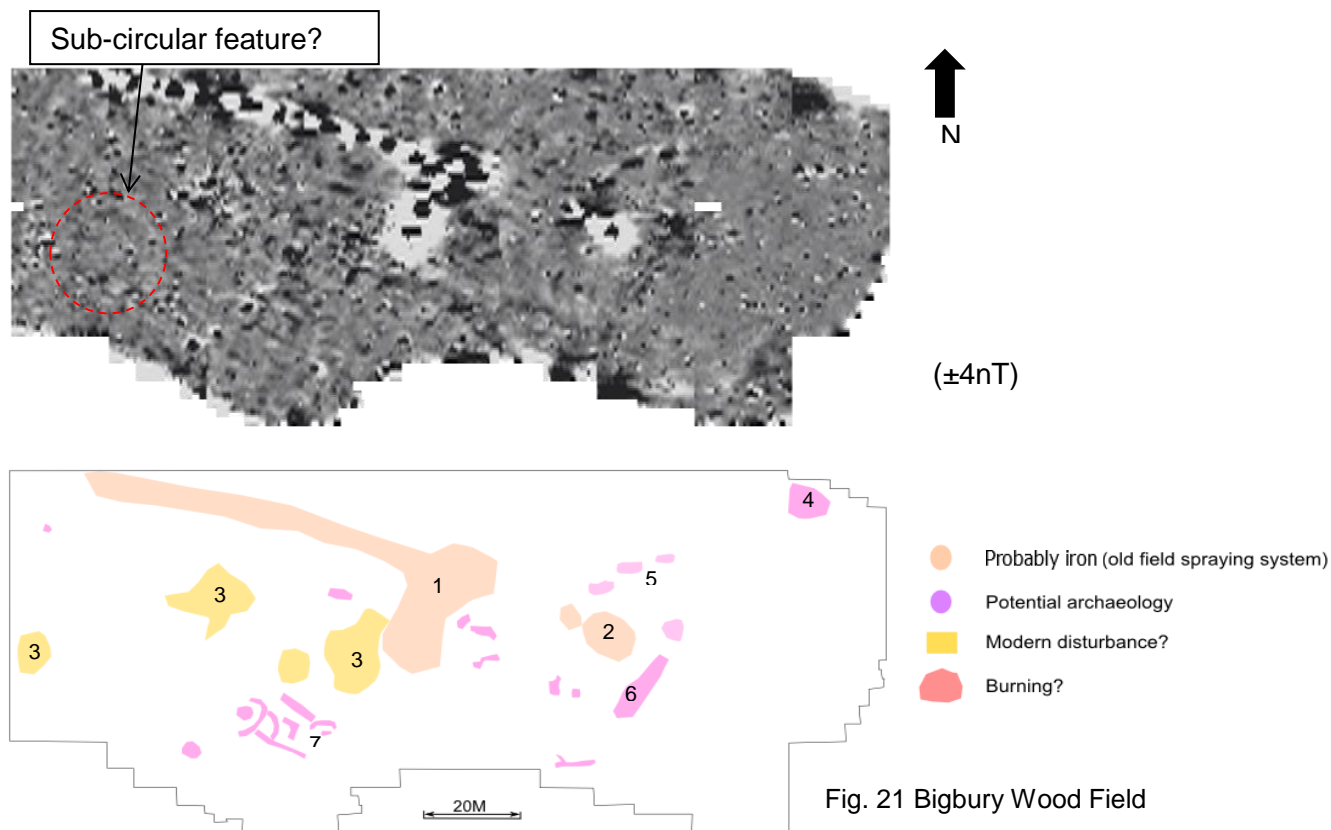 Sub-circular feature?
N
(±4nT)
4
5
1
3
2
3
3
6
7
Probably iron (old field spraying system)
Potential archaeology
Modern disturbance?
Burning?
20M
Fig. 21 Bigbury Wood Field